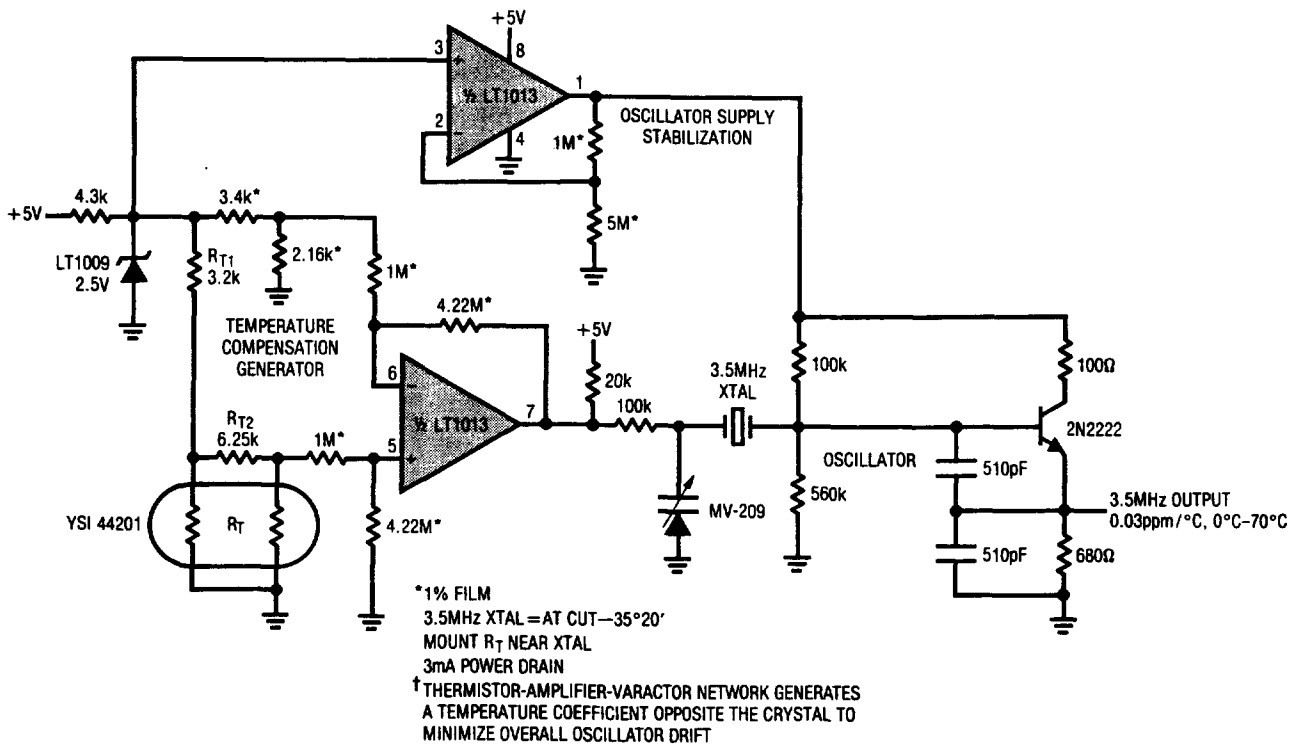 +5V
3
8
½ LT1013
1
2
4
OSCILLATOR SUPPLY
STABILIZATION
1M*
5M*
+5V
4.3k
3.4k*
LT1009
2.5V
RT1
3.2k
2.16k*
1M*
4.22M*
TEMPERATURE
COMPENSATION
GENERATOR
+5V
20k
6
½ LT1013
7
5
100k
3.5MHz
XTAL
100k
100Ω
RT2
6.25k
1M*
2N2222
OSCILLATOR
510pF
YSI 44201
RT
4.22M*
MV-209
560k
3.5MHz OUTPUT
0.03ppm/°C, 0°C–70°C
510pF
680Ω
*1% FILM
3.5MHz XTAL=AT CUT—35°20′
MOUNT RT NEAR XTAL
3mA POWER DRAIN
†THERMISTOR-AMPLIFIER-VARACTOR NETWORK GENERATES
A TEMPERATURE COEFFICIENT OPPOSITE THE CRYSTAL TO
MINIMIZE OVERALL OSCILLATOR DRIFT